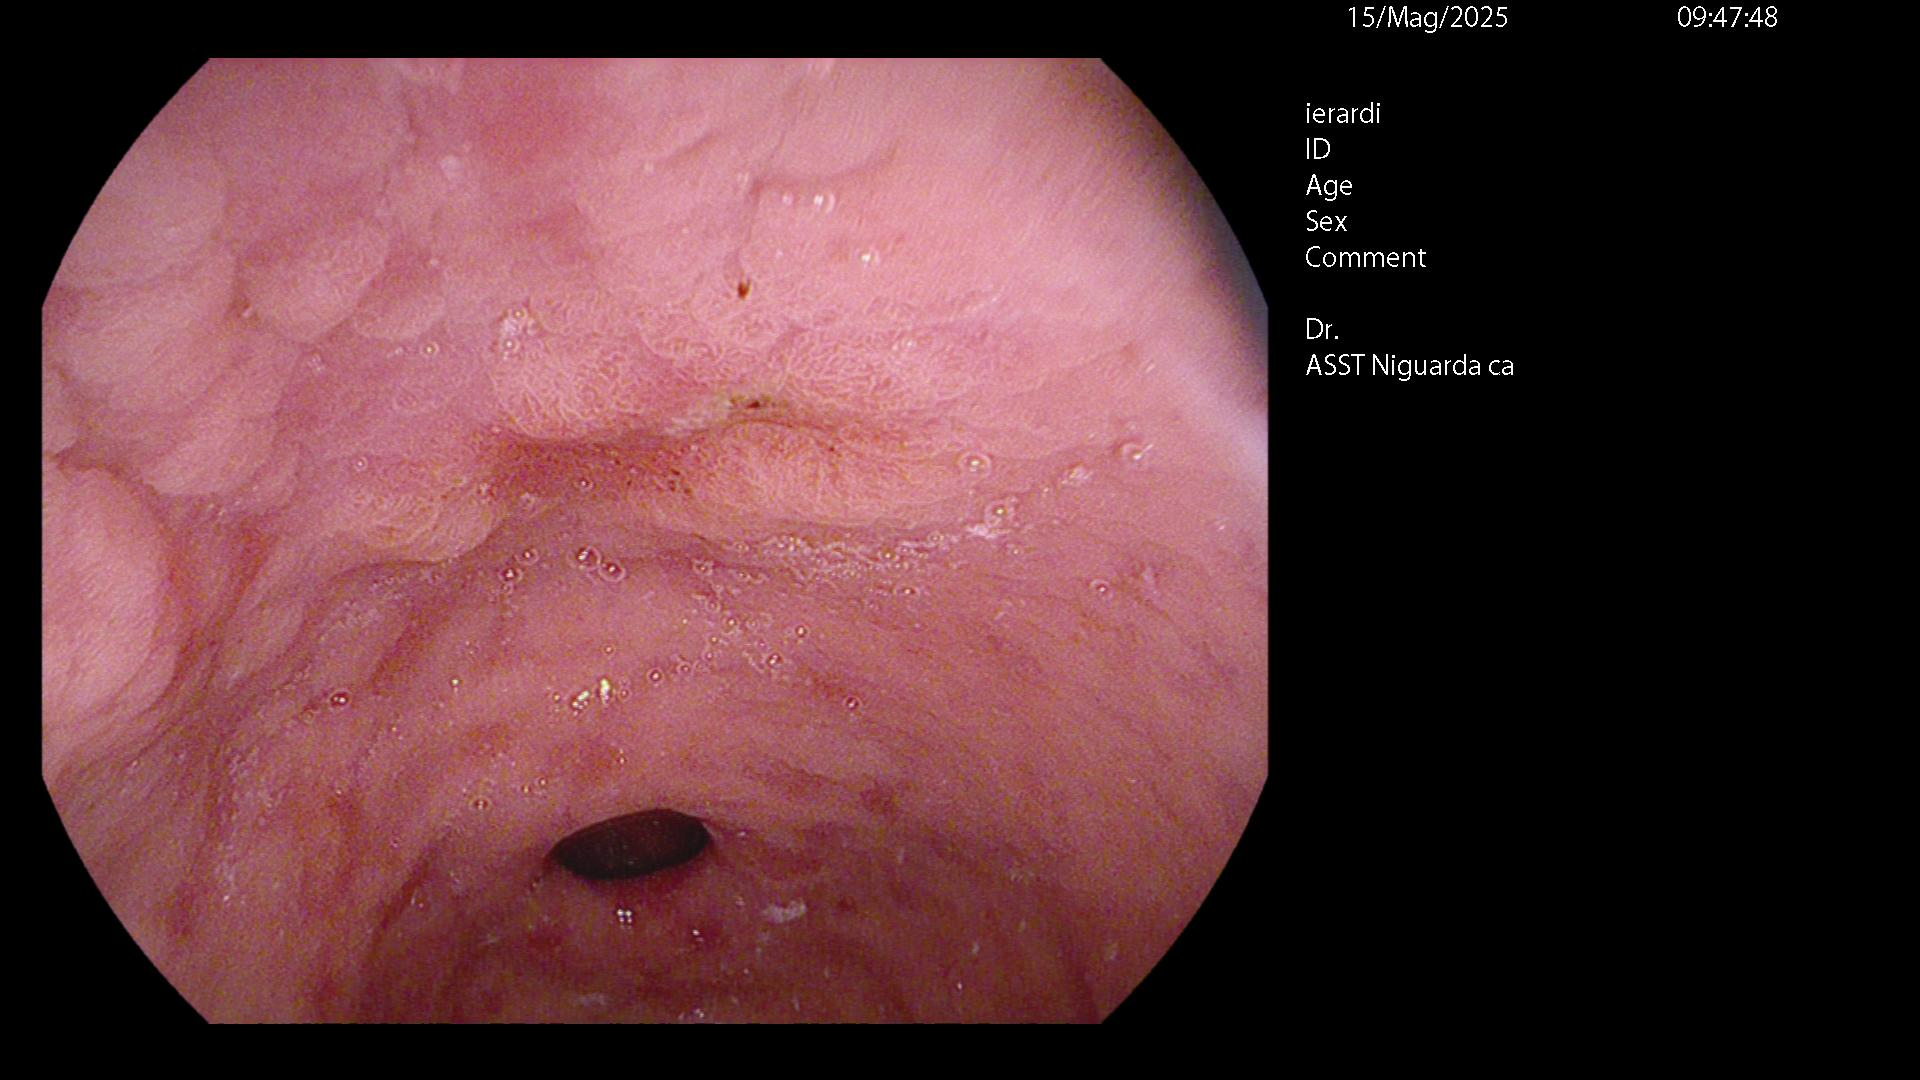 15/Mag/2025 09:47:48
ierardi
ID
Age
Sex
Comment
Dr.
ASST Niguarda ca